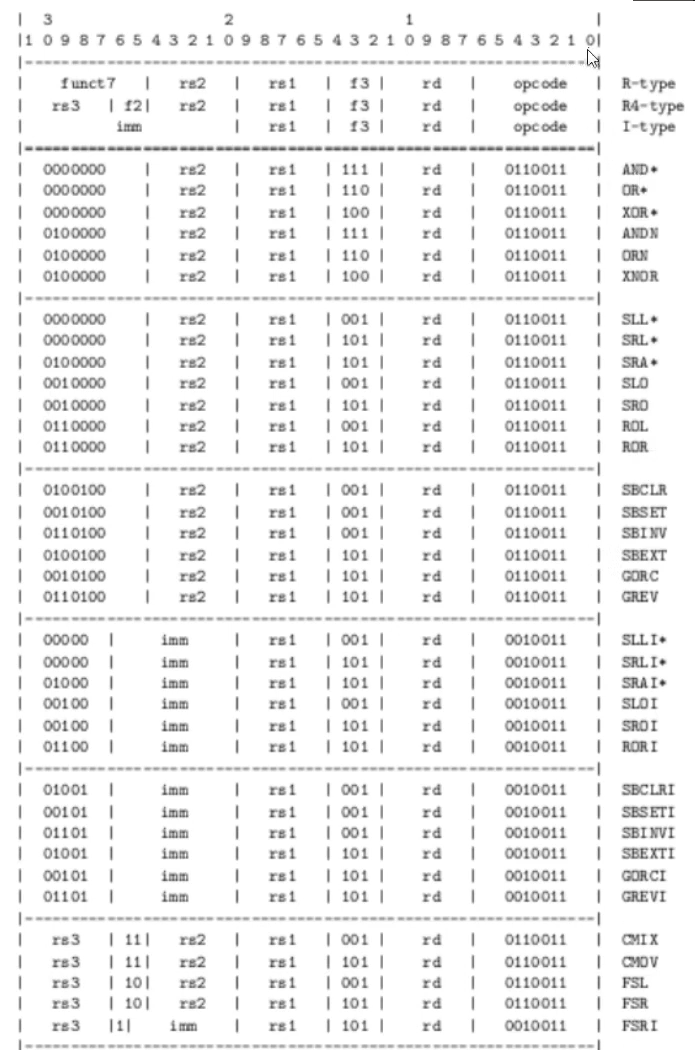 |  3                   2                   1                    |
|1 0 9 8 7 6 5 4 3 2 1 0 9 8 7 6 5 4 3 2 1 0 9 8 7 6 5 4 3 2 1 0|
|---------------------------------------------------------------|
|    funct7   |   rs2   |   rs1   | f3 |    rd   |    opcode   |  R-type
|   rs3   | f2|   rs2   |   rs1   | f3 |    rd   |    opcode   |  R4-type
|          imm          |   rs1   | f3 |    rd   |    opcode   |  I-type
|===============================================================|
|  0000000    |   rs2   |   rs1   | 111 |    rd   |   0110011   |  AND*
|  0000000    |   rs2   |   rs1   | 110 |    rd   |   0110011   |  OR*
|  0000000    |   rs2   |   rs1   | 100 |    rd   |   0110011   |  XOR*
|  0100000    |   rs2   |   rs1   | 111 |    rd   |   0110011   |  ANDN
|  0100000    |   rs2   |   rs1   | 110 |    rd   |   0110011   |  ORN
|  0100000    |   rs2   |   rs1   | 100 |    rd   |   0110011   |  XNOR
|---------------------------------------------------------------|
|  0000000    |   rs2   |   rs1   | 001 |    rd   |   0110011   |  SLL*
|  0000000    |   rs2   |   rs1   | 101 |    rd   |   0110011   |  SRL*
|  0100000    |   rs2   |   rs1   | 101 |    rd   |   0110011   |  SRA*
|  0010000    |   rs2   |   rs1   | 001 |    rd   |   0110011   |  SLO
|  0010000    |   rs2   |   rs1   | 101 |    rd   |   0110011   |  SRO
|  0110000    |   rs2   |   rs1   | 001 |    rd   |   0110011   |  ROL
|  0110000    |   rs2   |   rs1   | 101 |    rd   |   0110011   |  ROR
|---------------------------------------------------------------|
|  0100100    |   rs2   |   rs1   | 001 |    rd   |   0110011   |  SBCLR
|  0010100    |   rs2   |   rs1   | 001 |    rd   |   0110011   |  SBSET
|  0110100    |   rs2   |   rs1   | 001 |    rd   |   0110011   |  SBINV
|  0100100    |   rs2   |   rs1   | 101 |    rd   |   0110011   |  SBEXT
|  0010100    |   rs2   |   rs1   | 101 |    rd   |   0110011   |  GORC
|  0110100    |   rs2   |   rs1   | 101 |    rd   |   0110011   |  GREV
|---------------------------------------------------------------|
|  00000  |     imm     |   rs1   | 001 |    rd   |   0010011   |  SLLI*
|  00000  |     imm     |   rs1   | 101 |    rd   |   0010011   |  SRLI*
|  01000  |     imm     |   rs1   | 101 |    rd   |   0010011   |  SRAI*
|  00100  |     imm     |   rs1   | 001 |    rd   |   0010011   |  SLOI
|  00100  |     imm     |   rs1   | 101 |    rd   |   0010011   |  SROI
|  01100  |     imm     |   rs1   | 101 |    rd   |   0010011   |  RORI
|---------------------------------------------------------------|
|  01001  |     imm     |   rs1   | 001 |    rd   |   0010011   |  SBCLRI
|  00101  |     imm     |   rs1   | 001 |    rd   |   0010011   |  SBSETI
|  01101  |     imm     |   rs1   | 001 |    rd   |   0010011   |  SBINVI
|  01001  |     imm     |   rs1   | 101 |    rd   |   0010011   |  SBEXTI
|  00101  |     imm     |   rs1   | 101 |    rd   |   0010011   |  GORCI
|  01101  |     imm     |   rs1   | 101 |    rd   |   0010011   |  GREVI
|---------------------------------------------------------------|
|   rs3   | 11|   rs2   |   rs1   | 001 |    rd   |   0110011   |  CMIX
|   rs3   | 11|   rs2   |   rs1   | 101 |    rd   |   0110011   |  CMOV
|   rs3   | 10|   rs2   |   rs1   | 001 |    rd   |   0110011   |  FSL
|   rs3   | 10|   rs2   |   rs1   | 101 |    rd   |   0110011   |  FSR
|   rs3   |1|    imm    |   rs1   | 101 |    rd   |   0010011   |  FSRI
|---------------------------------------------------------------|